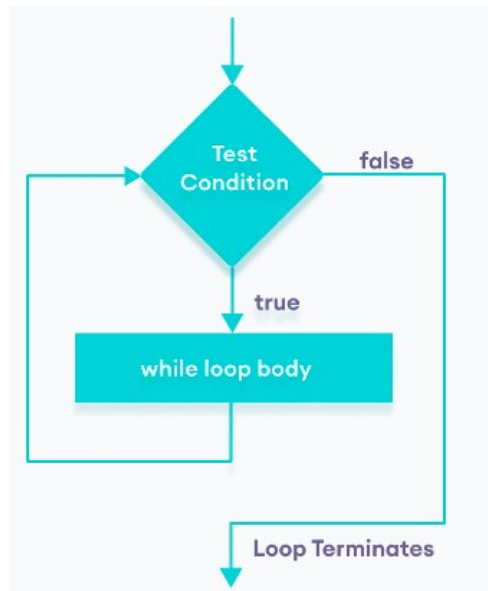 Test
Condition
false
true
while loop body
Loop Terminates